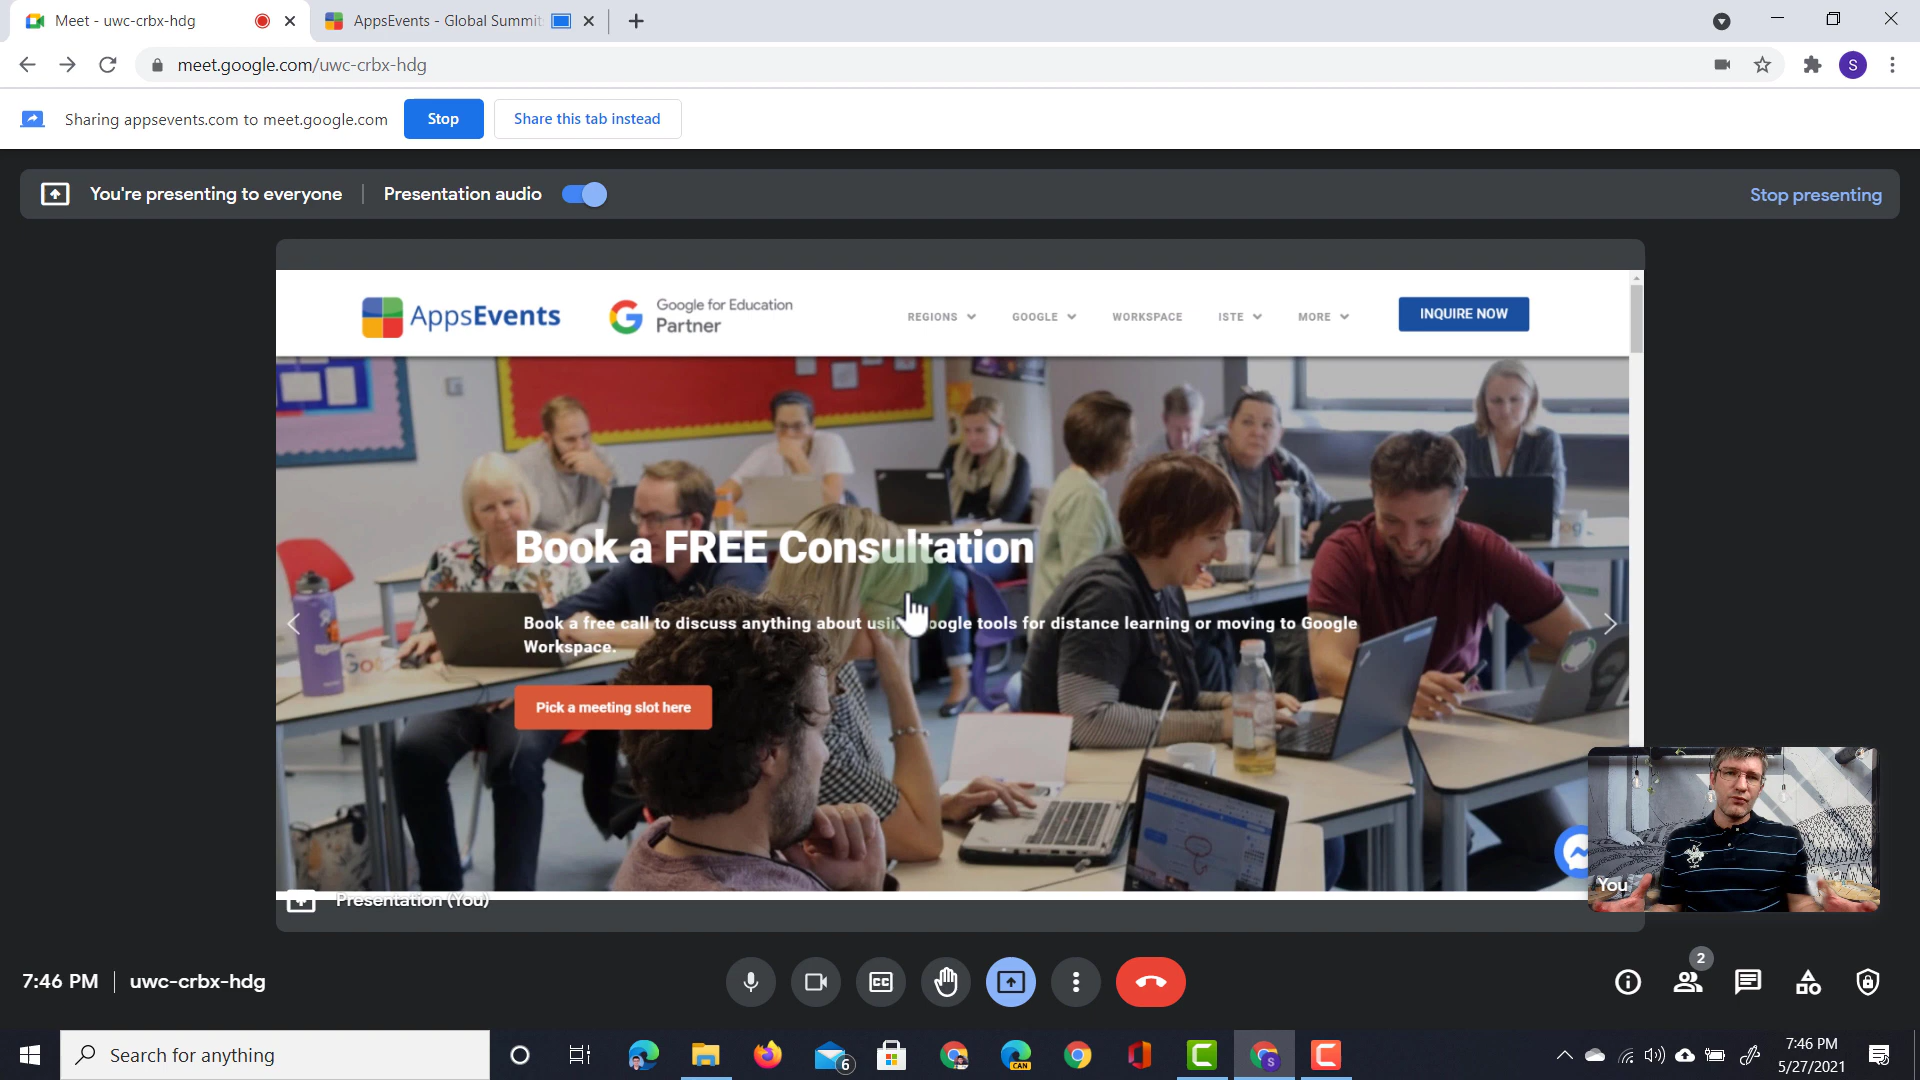 Meet - uwc-crbx-hdg
AppsEvents - Global Summit
meet.google.com/uwc-crbx-hdg
S
Sharing appsevents.com to meet.google.com
Stop
Share this tab instead
You're presenting to everyone
Presentation audio
Stop presenting
AppsEvents
Google for Education
Partner
REGIONS
GOOGLE
WORKSPACE
ISTE
MORE
INQUIRE NOW
Book a FREE Consultation
Book a free call to discuss anything about using Google tools for distance learning or moving to Google
Workspace.
Pick a meeting slot here
You
Presentation (You)
7:46 PM
uwc-crbx-hdg
CC
2
Search for anything
6
CAN
S
7:46 PM
5/27/2021